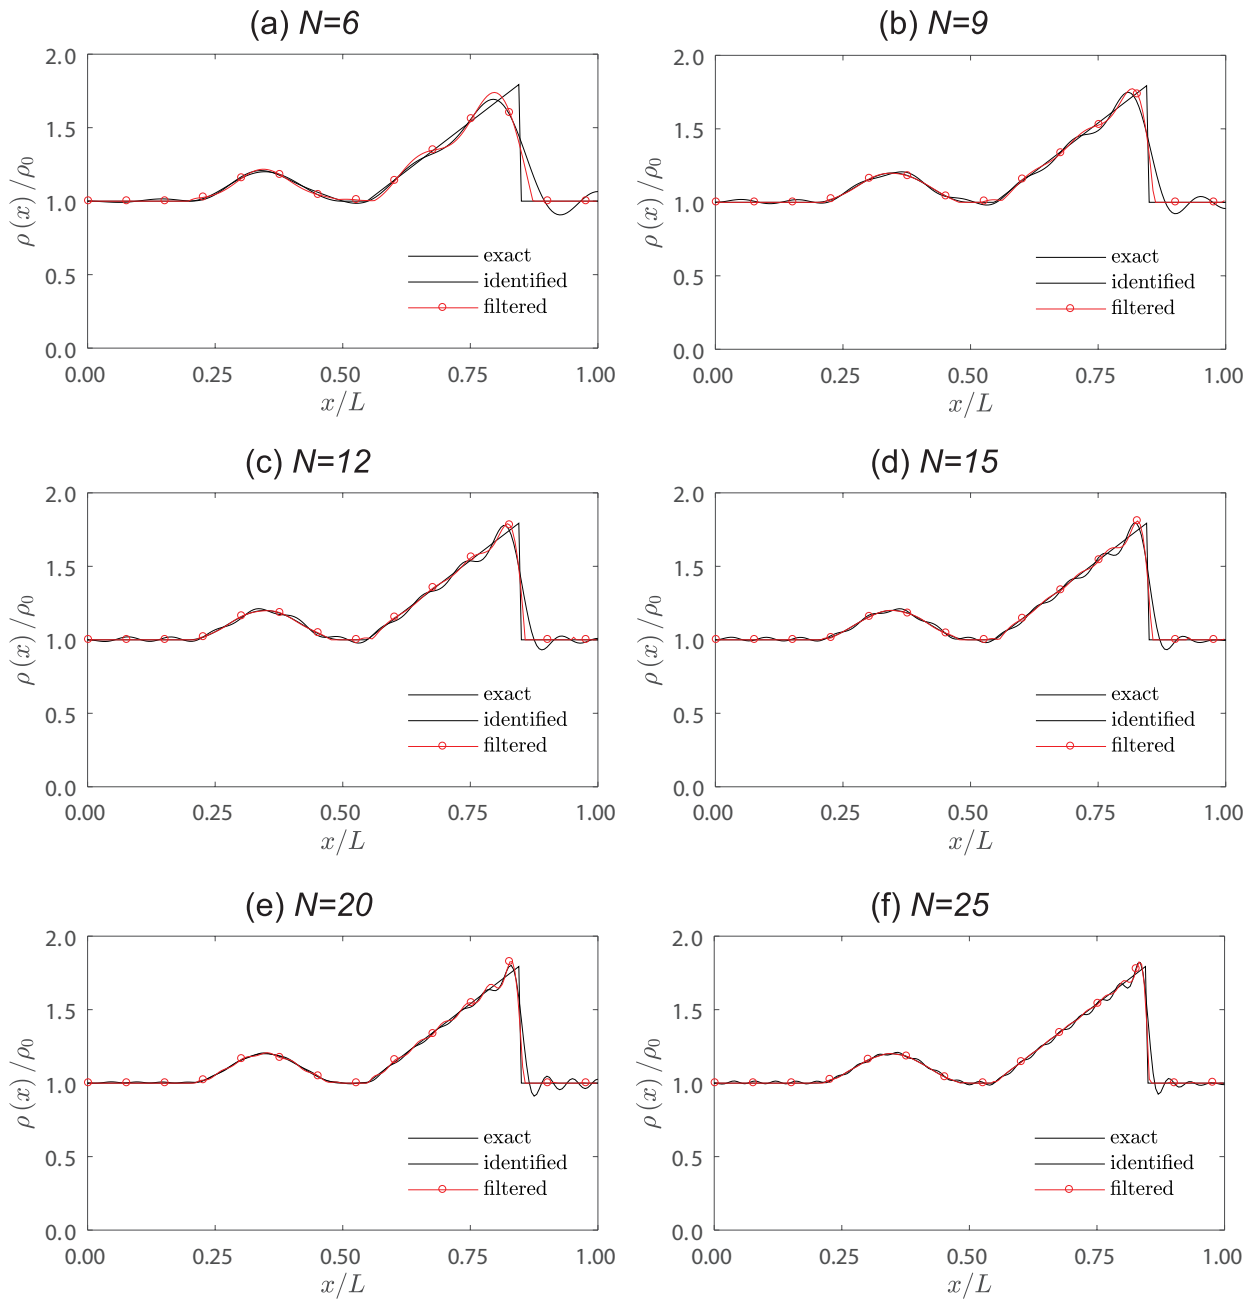 (a) N=6
2.0
1.5
1.0
0.5
0.0
ρ(x)/ρ₀
exact
identified
filtered
0.00 0.25 0.50 0.75 1.00
x/L
(b) N=9
2.0
1.5
1.0
0.5
0.0
ρ(x)/ρ₀
exact
identified
filtered
0.00 0.25 0.50 0.75 1.00
x/L
(c) N=12
2.0
1.5
1.0
0.5
0.0
ρ(x)/ρ₀
exact
identified
filtered
0.00 0.25 0.50 0.75 1.00
x/L
(d) N=15
2.0
1.5
1.0
0.5
0.0
ρ(x)/ρ₀
exact
identified
filtered
0.00 0.25 0.50 0.75 1.00
x/L
(e) N=20
2.0
1.5
1.0
0.5
0.0
ρ(x)/ρ₀
exact
identified
filtered
0.00 0.25 0.50 0.75 1.00
x/L
(f) N=25
2.0
1.5
1.0
0.5
0.0
ρ(x)/ρ₀
exact
identified
filtered
0.00 0.25 0.50 0.75 1.00
x/L